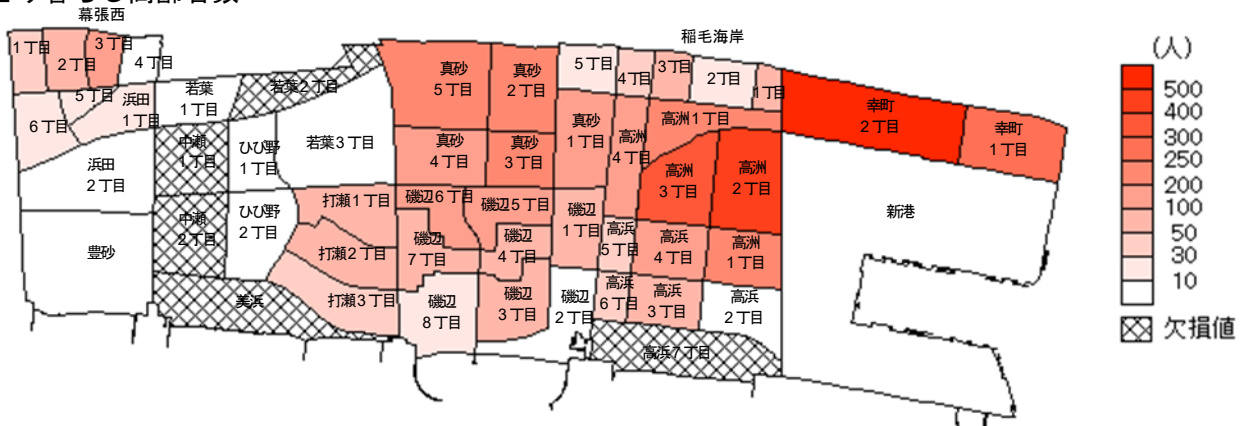 幕張西
1丁目
2丁目
3丁目
4丁目
5丁目
6丁目
浜田
1丁目
浜田
2丁目
豊砂
若葉
1丁目
若葉2丁目
若葉3丁目
中瀬
1丁目
中瀬
2丁目
ひび野
1丁目
ひび野
2丁目
美浜
打瀬1丁目
打瀬2丁目
打瀬3丁目
真砂
5丁目
真砂
2丁目
真砂
4丁目
真砂
3丁目
真砂
1丁目
磯辺6丁目
磯辺5丁目
磯辺
7丁目
磯辺
4丁目
磯辺
1丁目
磯辺
8丁目
磯辺
3丁目
磯辺
2丁目
稲毛海岸
5丁目
4丁目
3丁目
2丁目
1丁目
高洲1丁目
高洲
4丁目
高洲
3丁目
高洲
2丁目
高洲
1丁目
高浜
5丁目
高浜
4丁目
高浜
6丁目
高浜
3丁目
高浜
2丁目
高浜7丁目
幸町
2丁目
幸町
1丁目
新港
(人)
500
400
300
250
200
100
50
30
10
欠損値